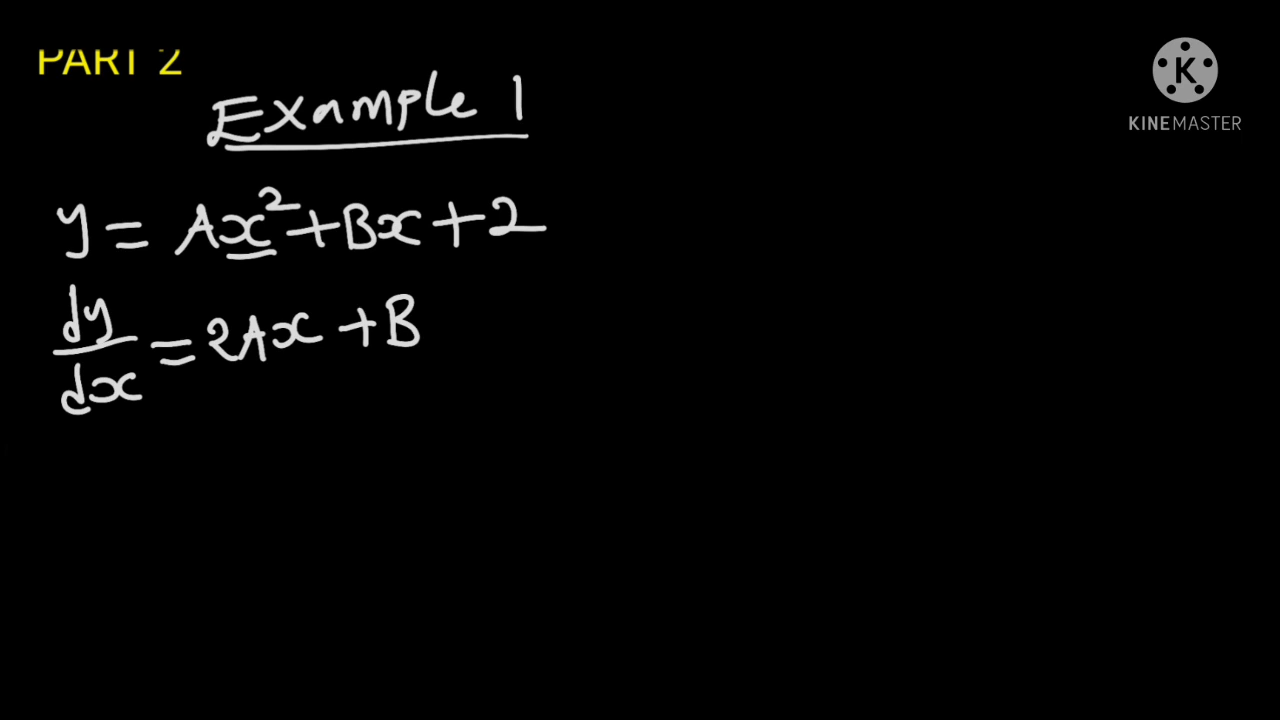 PART 2
KINEMASTER
Example 1
y = Ax² + Bx + 2
dy/dx = 2Ax + B